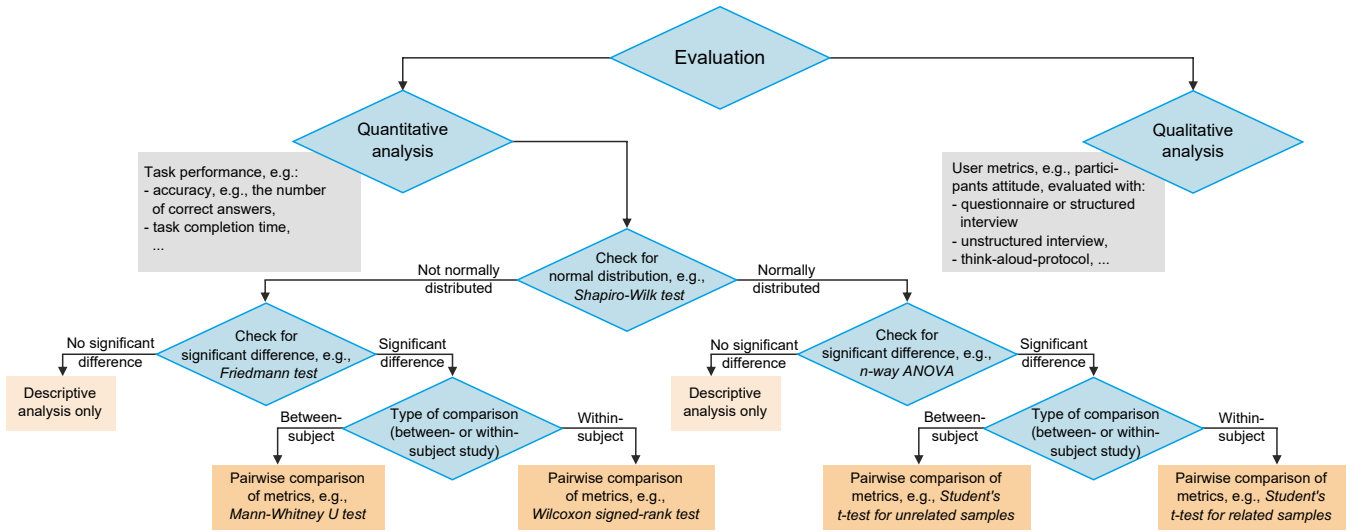 Evaluation
Quantitative
analysis
Qualitative
analysis
Task performance, e.g.:
- accuracy, e.g., the number
of correct answers,
- task completion time,
...
User metrics, e.g., partici-
pants attitude, evaluated with:
- questionnaire or structured
interview
- unstructured interview,
- think-aloud-protocol, ...
Check for
normal distribution, e.g.,
Shapiro-Wilk test
Not normally
distributed
Normally
distributed
Check for
significant difference, e.g.,
Friedmann test
No significant
difference
Significant
difference
Descriptive
analysis only
Type of comparison
(between- or within-
subject study)
Between-
subject
Within-
subject
Pairwise comparison
of metrics, e.g.,
Mann-Whitney U test
Pairwise comparison
of metrics, e.g.,
Wilcoxon signed-rank test
Check for
significant difference, e.g.,
n-way ANOVA
No significant
difference
Significant
difference
Descriptive
analysis only
Type of comparison
(between- or within-
subject study)
Between-
subject
Within-
subject
Pairwise comparison of
metrics, e.g., Student's
t-test for unrelated samples
Pairwise comparison of
metrics, e.g., Student's
t-test for related samples